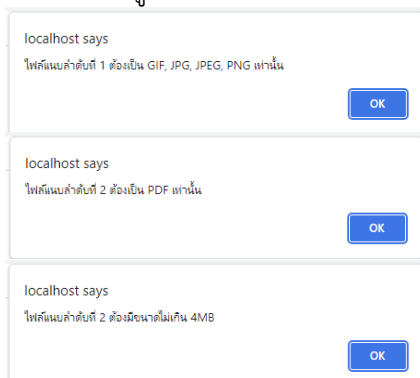 localhost says
ไฟล์แนบลำดับที่ 1 ต้องเป็น GIF, JPG, JPEG, PNG เท่านั้น
OK
localhost says
ไฟล์แนบลำดับที่ 2 ต้องเป็น PDF เท่านั้น
OK
localhost says
ไฟล์แนบลำดับที่ 2 ต้องมีขนาดไม่เกิน 4MB
OK